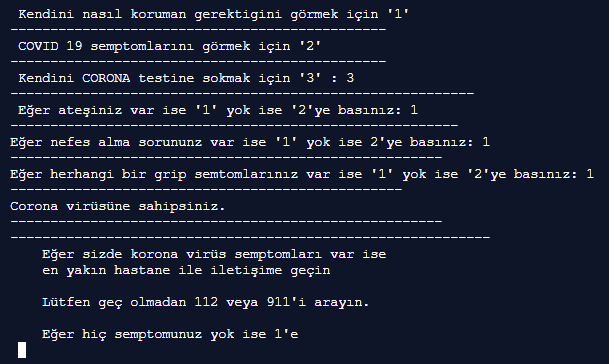 Kendini nasıl koruman gerektigini görmek için '1'
-----------------------------------------------
COVID 19 semptomlarını görmek için '2'
-----------------------------------------------
Kendini CORONA testine sokmak için '3' : 3
----------------------------------------------------------
Eğer ateşiniz var ise '1' yok ise '2'ye basınız: 1
--------------------------------------------------------
Eğer nefes alma sorununz var ise '1' yok ise 2'ye basınız: 1
------------------------------------------------------
Eğer herhangi bir grip semtomlarınız var ise '1' yok ise '2'ye basınız: 1
-------------------------------------------------
Corona virüsüne sahipsiniz.
------------------------------------------------------
------------------------------------------------------------
Eğer sizde korona virüs semptomları var ise
en yakın hastane ile iletişime geçin
Lütfen geç olmadan 112 veya 911'i arayın.
Eğer hiç semptomunuz yok ise 1'e